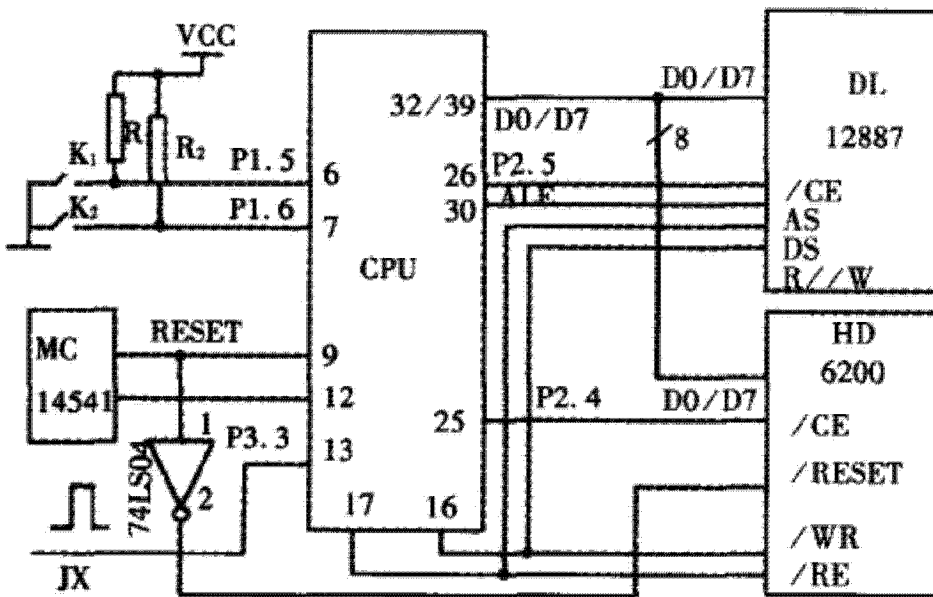 VCC
R
R₂
K₁
K₂
P1.5
P1.6
6
7
CPU
32/39
26
30
D0/D7
P2.5
ALE
8
D0/D7
DL
12887
/CE
AS
DS
R//W
MC
14541
RESET
9
12
13
P3.3
1
2
74LS04
JX
17
16
25
P2.4
D0/D7
HD
6200
/CE
/RESET
/WR
/RE